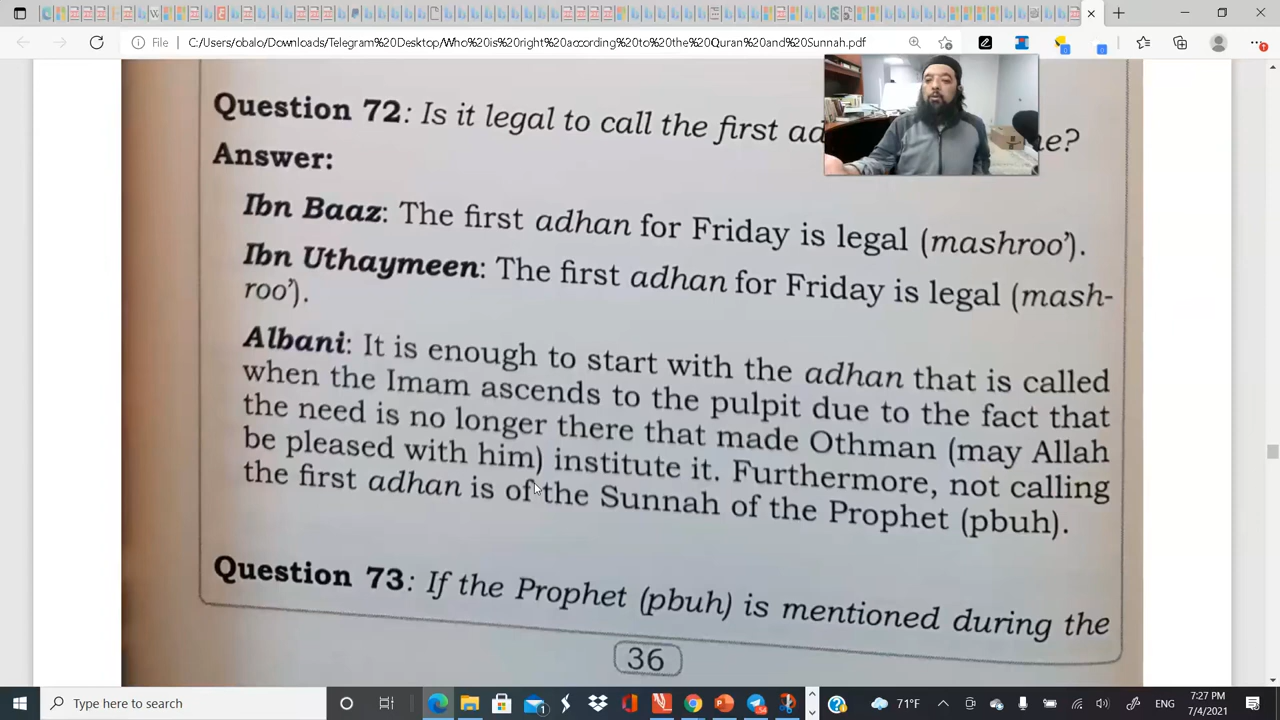 File
C:/Users/obalo/Downloads/Telegram%20Desktop/Who%20is%20right%20according%20to%20the%20Quran%20and%20Sunnah.pdf
Question 72: Is it legal to call the first ad e?
Answer:
Ibn Baaz: The first adhan for Friday is legal (mashroo').
Ibn Uthaymeen: The first adhan for Friday is legal (mash-
roo').
Albani: It is enough to start with the adhan that is called
when the Imam ascends to the pulpit due to the fact that
the need is no longer there that made Othman (may Allah
be pleased with him) institute it. Furthermore, not calling
the first adhan is of the Sunnah of the Prophet (pbuh).
Question 73: If the Prophet (pbuh) is mentioned during the
36
Type here to search
71°F
ENG
7:27 PM
7/4/2021